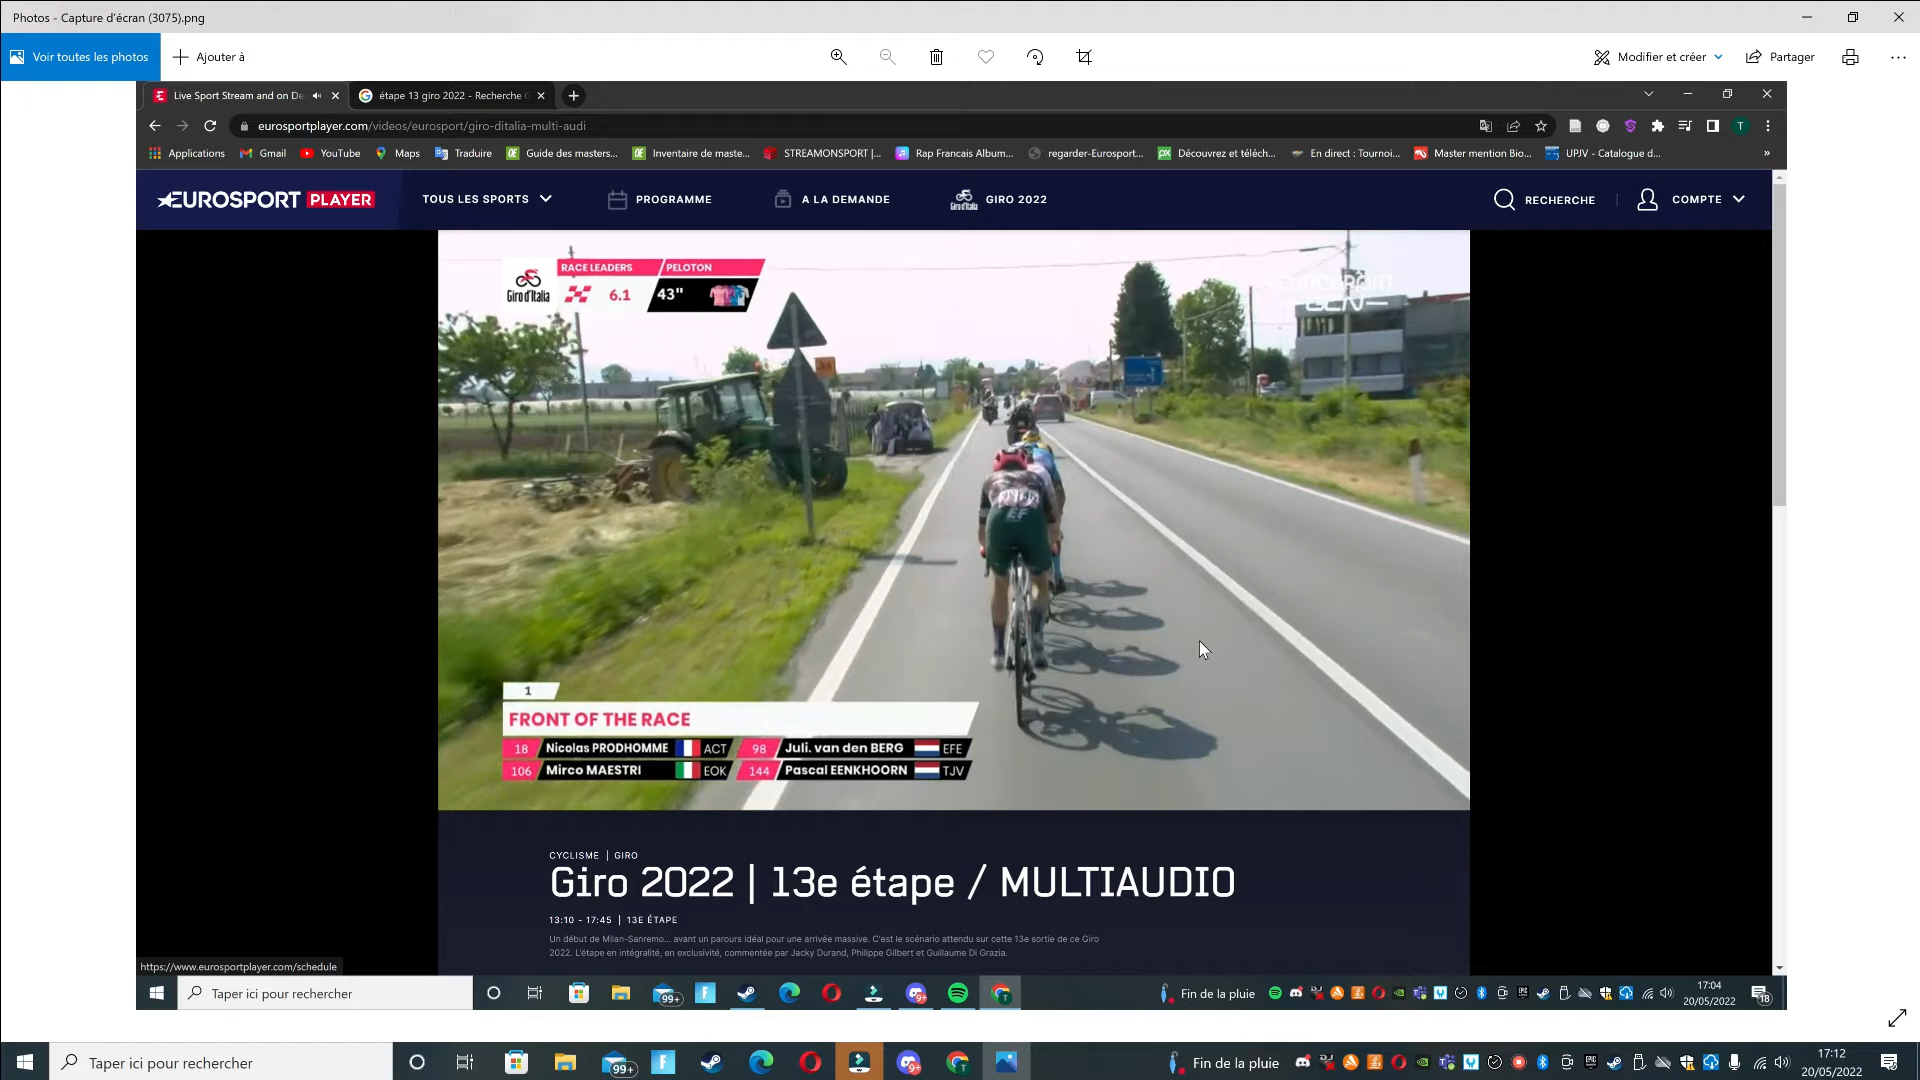 Photos - Capture d'écran (3075).png
Voir toutes les photos
Ajouter à
Modifier et créer
Partager
Live Sport Stream and on De
étape 13 giro 2022 - Recherche G
eurosportplayer.com/videos/eurosport/giro-ditalia-multi-audi
T
Applications
Gmail
YouTube
Maps
Traduire
Guide des masters...
Inventaire de maste...
STREAMONSPORT |...
Rap Francais Album...
regarder-Eurosport...
Découvrez et téléch...
En direct : Tournoi...
Master mention Bio...
UPJV - Catalogue d...
»
EUROSPORT PLAYER
TOUS LES SPORTS
PROGRAMME
A LA DEMANDE
GIRO 2022
RECHERCHE
COMPTE
Giro d'Italia
RACE LEADERS
PELOTON
6.1
43"
EUROSPORT
GCN
EF
1
FRONT OF THE RACE
18 Nicolas PRODHOMME ACT
98 Juli. van den BERG EFE
106 Mirco MAESTRI EOK
144 Pascal EENKHOORN TJV
CYCLISME | GIRO
Giro 2022 | 13e étape / MULTIAUDIO
13:10 - 17:45 | 13E ÉTAPE
Un début de Milan-Sanremo... avant un parcours idéal pour une arrivée massive. C'est le scénario attendu sur cette 13e sortie de ce Giro
2022. L'étape en intégralité, en exclusivité, commentée par Jacky Durand, Philippe Gilbert et Guillaume Di Grazia.
https://www.eurosportplayer.com/schedule
Taper ici pour rechercher
99+
Fin de la pluie
17:04
20/05/2022
18
Taper ici pour rechercher
99+
Fin de la pluie
17:12
20/05/2022